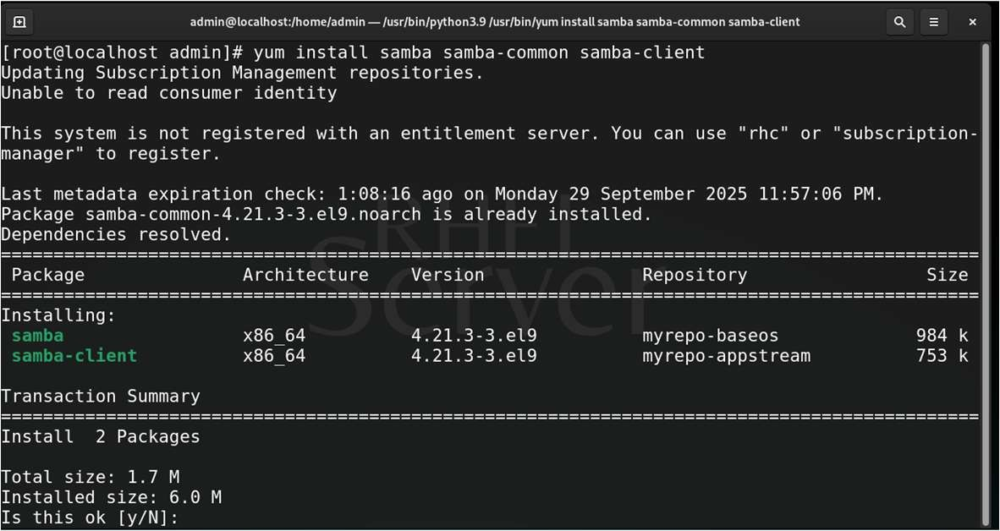 admin@localhost:/home/admin — /usr/bin/python3.9 /usr/bin/yum install samba samba-common samba-client
[root@localhost admin]# yum install samba samba-common samba-client
Updating Subscription Management repositories.
Unable to read consumer identity
This system is not registered with an entitlement server. You can use "rhc" or "subscription-
manager" to register.
Last metadata expiration check: 1:08:16 ago on Monday 29 September 2025 11:57:06 PM.
Package samba-common-4.21.3-3.el9.noarch is already installed.
Dependencies resolved.
================================================================================
Package Architecture Version Repository Size
================================================================================
Installing:
samba x86_64 4.21.3-3.el9 myrepo-baseos 984 k
samba-client x86_64 4.21.3-3.el9 myrepo-appstream 753 k
Transaction Summary
================================================================================
Install 2 Packages
Total size: 1.7 M
Installed size: 6.0 M
Is this ok [y/N]:
RHEL
Server